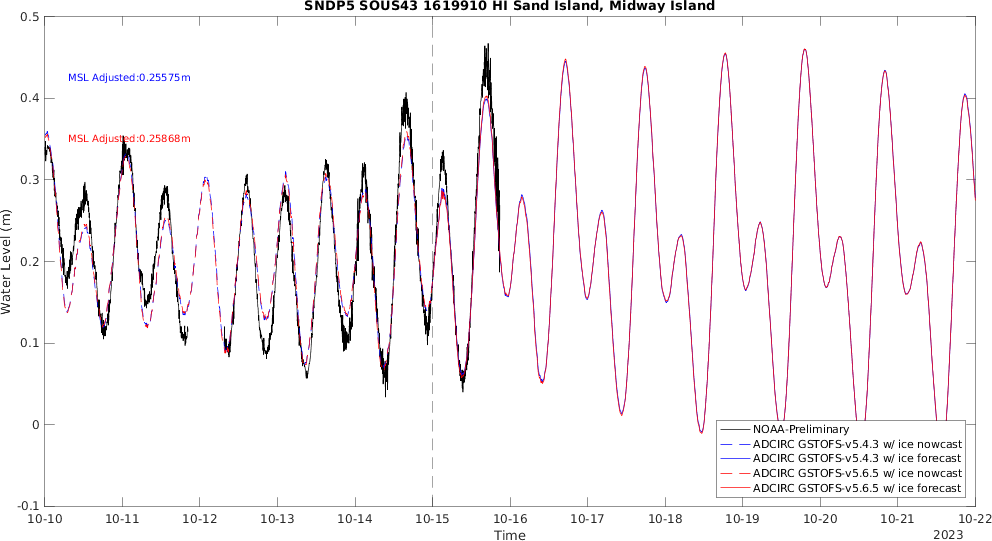 SNDP5 SOUS43 1619910 HI Sand Island, Midway Island
0.5
MSL Adjusted:0.25575m
0.4
MSL Adjusted:0.25868m
0.3
Water Level (m)
0.2
0.1
0
-0.1
NOAA-Preliminary
ADCIRC GSTOFS-v5.4.3 w/ ice nowcast
ADCIRC GSTOFS-v5.4.3 w/ ice forecast
ADCIRC GSTOFS-v5.6.5 w/ ice nowcast
ADCIRC GSTOFS-v5.6.5 w/ ice forecast
10-10 10-11 10-12 10-13 10-14 10-15 10-16 10-17 10-18 10-19 10-20 10-21 10-22
Time
2023